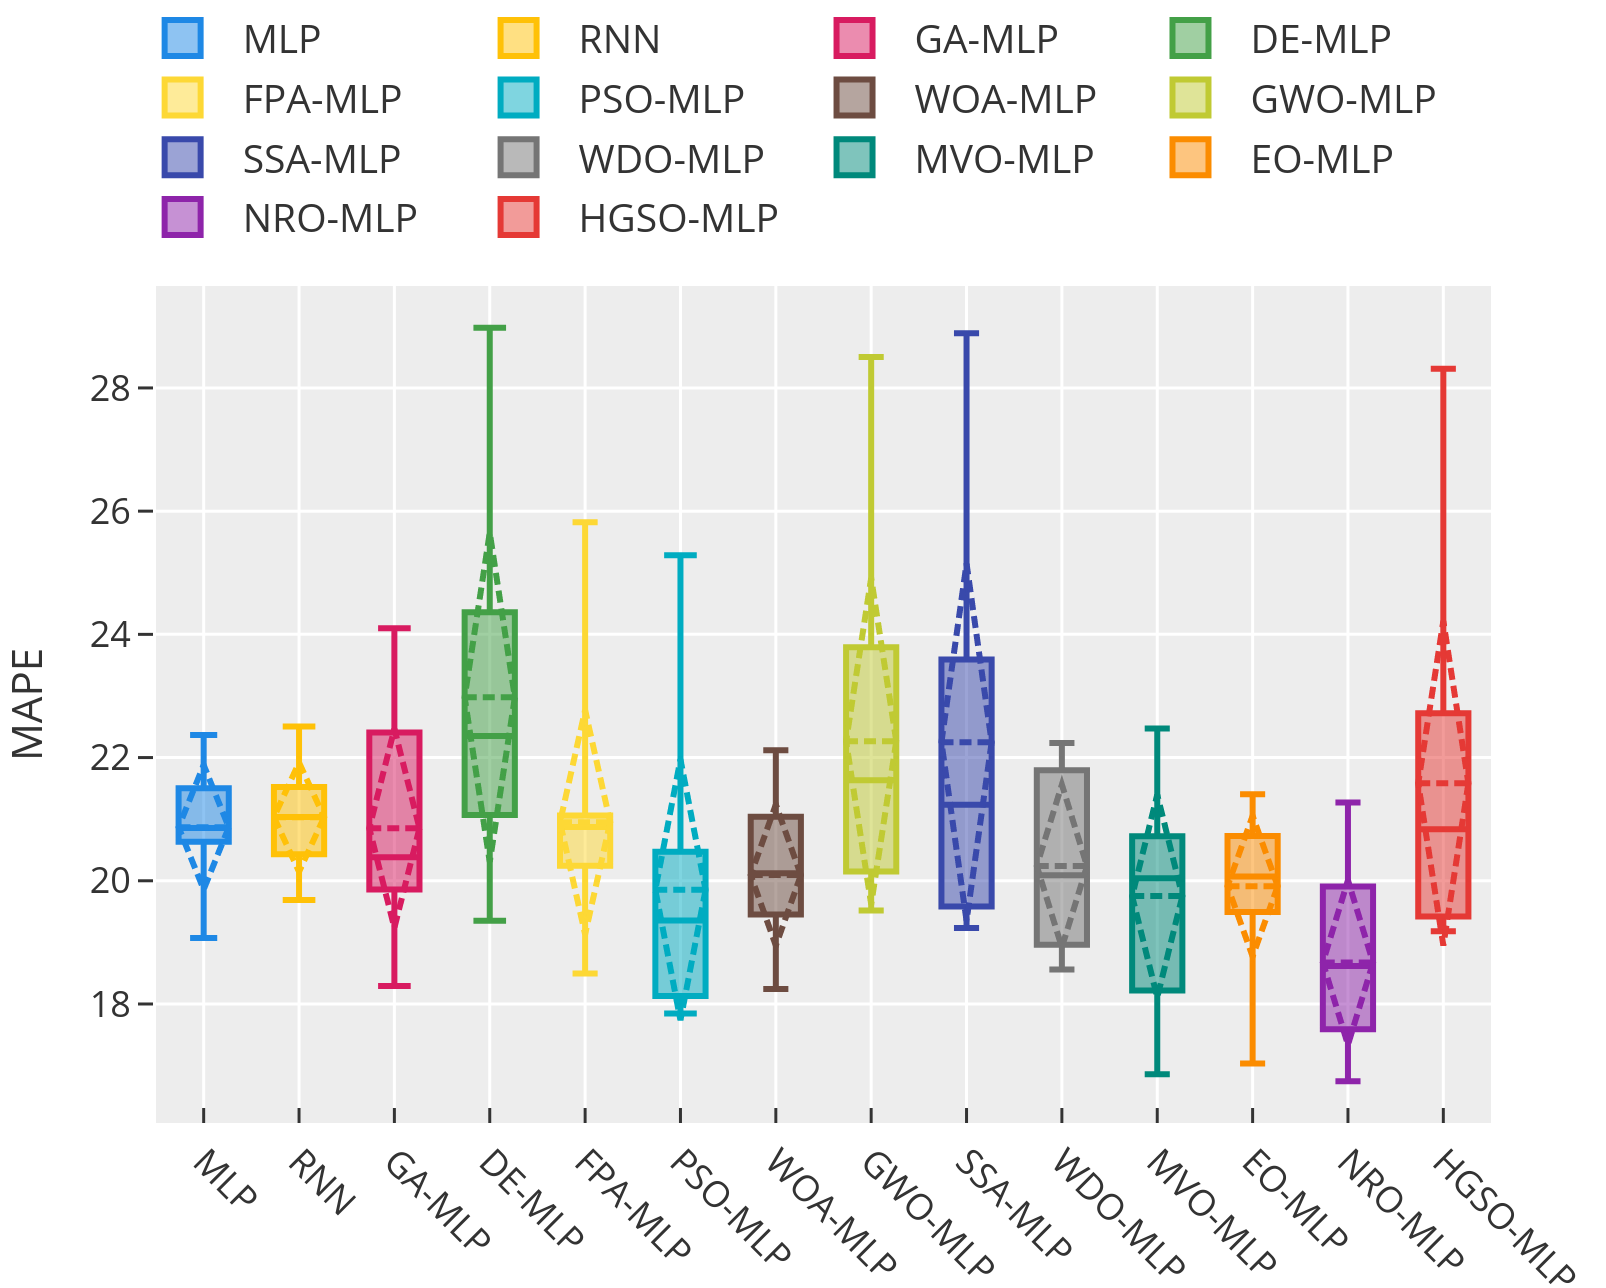 MLP RNN GA-MLP DE-MLP
FPA-MLP PSO-MLP WOA-MLP GWO-MLP
SSA-MLP WDO-MLP MVO-MLP EO-MLP
NRO-MLP HGSO-MLP
MAPE
28
26
24
22
20
18
MLP RNN GA-MLP DE-MLP FPA-MLP PSO-MLP WOA-MLP GWO-MLP SSA-MLP WDO-MLP MVO-MLP EO-MLP NRO-MLP HGSO-MLP